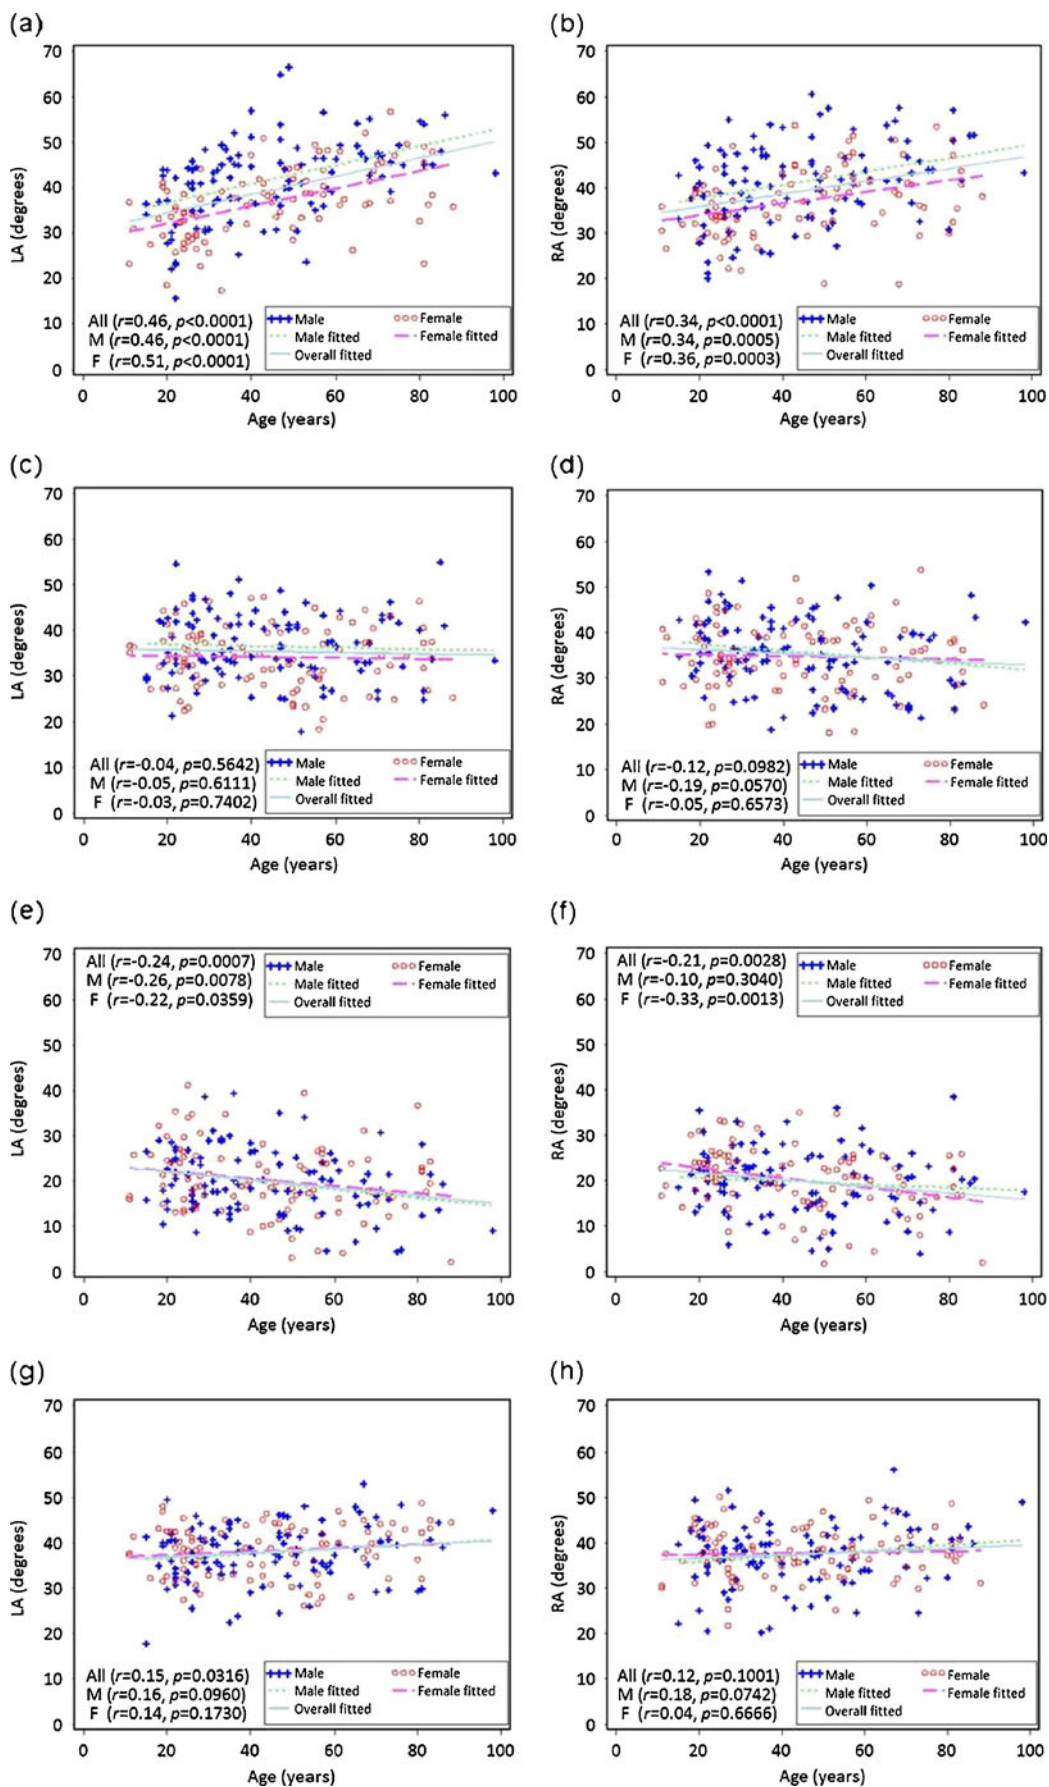 (a)
70
60
50
40
30
20
10
0
LA (degrees)
All (r=0.46, p<0.0001)
M (r=0.46, p<0.0001)
F (r=0.51, p<0.0001)
Male
Female
Male fitted
Female fitted
Overall fitted
0 20 40 60 80 100
Age (years)
(b)
70
60
50
40
30
20
10
0
RA (degrees)
All (r=0.34, p<0.0001)
M (r=0.34, p=0.0005)
F (r=0.36, p=0.0003)
Male
Female
Male fitted
Female fitted
Overall fitted
0 20 40 60 80 100
Age (years)
(c)
70
60
50
40
30
20
10
0
LA (degrees)
All (r=-0.04, p=0.5642)
M (r=-0.05, p=0.6111)
F (r=-0.03, p=0.7402)
Male
Female
Male fitted
Female fitted
Overall fitted
0 20 40 60 80 100
Age (years)
(d)
70
60
50
40
30
20
10
0
RA (degrees)
All (r=-0.12, p=0.0982)
M (r=-0.19, p=0.0570)
F (r=-0.05, p=0.6573)
Male
Female
Male fitted
Female fitted
Overall fitted
0 20 40 60 80 100
Age (years)
(e)
70
60
50
40
30
20
10
0
LA (degrees)
All (r=-0.24, p=0.0007)
M (r=-0.26, p=0.0078)
F (r=-0.22, p=0.0359)
Male
Female
Male fitted
Female fitted
Overall fitted
0 20 40 60 80 100
Age (years)
(f)
70
60
50
40
30
20
10
0
RA (degrees)
All (r=-0.21, p=0.0028)
M (r=-0.10, p=0.3040)
F (r=-0.33, p=0.0013)
Male
Female
Male fitted
Female fitted
Overall fitted
0 20 40 60 80 100
Age (years)
(g)
70
60
50
40
30
20
10
0
LA (degrees)
All (r=0.15, p=0.0316)
M (r=0.16, p=0.0960)
F (r=0.14, p=0.1730)
Male
Female
Male fitted
Female fitted
Overall fitted
0 20 40 60 80 100
Age (years)
(h)
70
60
50
40
30
20
10
0
RA (degrees)
All (r=0.12, p=0.1001)
M (r=0.18, p=0.0742)
F (r=0.04, p=0.6666)
Male
Female
Male fitted
Female fitted
Overall fitted
0 20 40 60 80 100
Age (years)